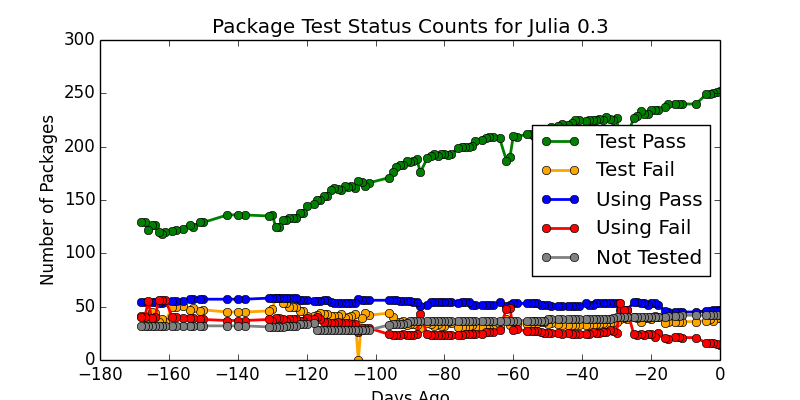 Package Test Status Counts for Julia 0.3
300
250
200
150
100
50
0
Number of Packages
Test Pass
Test Fail
Using Pass
Using Fail
Not Tested
−180 −160 −140 −120 −100 −80 −60 −40 −20 0
Days Ago